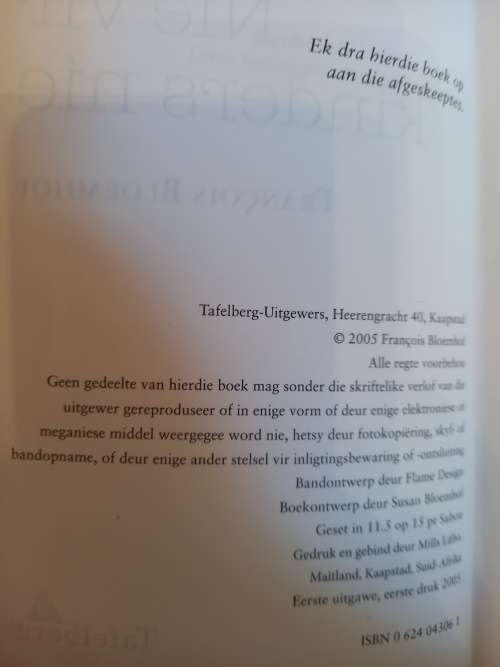 Ek dra hierdie boek op
aan die afgeskeeptes.
Tafelberg-Uitgewers, Heerengracht 40, Kaapstad
© 2005 François Bloemhof
Alle regte voorbehou
Geen gedeelte van hierdie boek mag sonder die skriftelike verlof van die
uitgewer gereproduseer of in enige vorm of deur enige elektroniese of
meganiese middel weergegee word nie, hetsy deur fotokopiëring, skyf- of
bandopname, of deur enige ander stelsel vir inligtingsbewaring of -ontsluiting
Bandontwerp deur Flame Design
Boekontwerp deur Susan Bloemhof
Geset in 11.5 op 15 pt Sabon
Gedruk en gebind deur Mills Litho
Maitland, Kaapstad, Suid-Afrika
Eerste uitgawe, eerste druk 2005
ISBN 0 624 04306 1